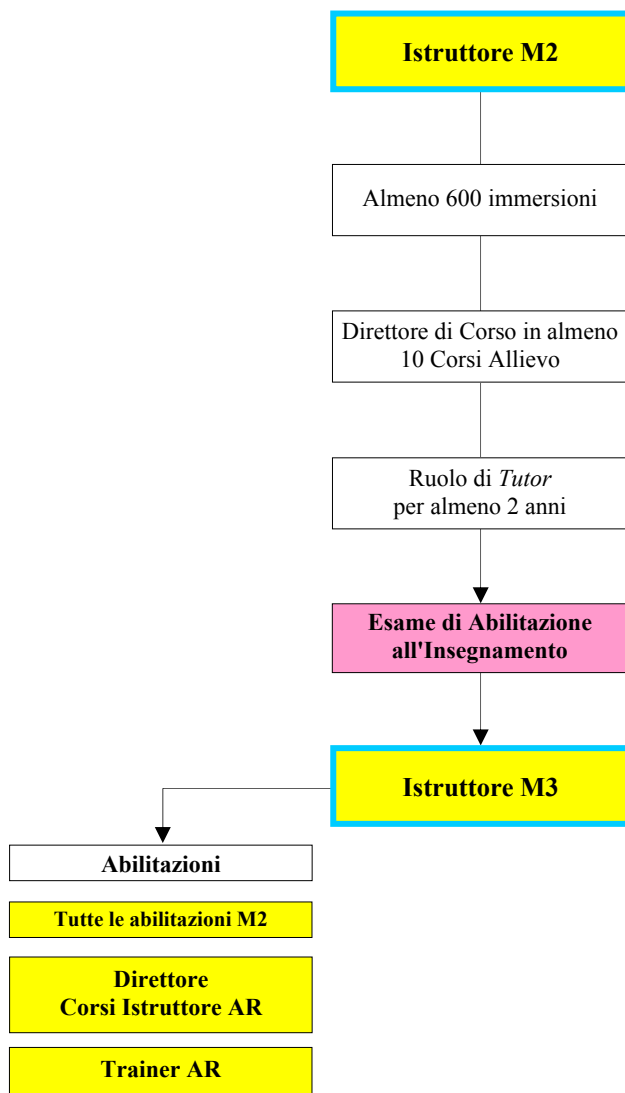 Istruttore M2
Almeno 600 immersioni
Direttore di Corso in almeno
10 Corsi Allievo
Ruolo di Tutor
per almeno 2 anni
Esame di Abilitazione
all'Insegnamento
Istruttore M3
Abilitazioni
Tutte le abilitazioni M2
Direttore
Corsi Istruttore AR
Trainer AR